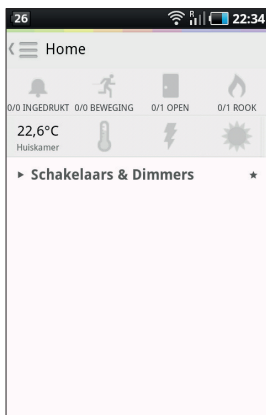 26 R 22:34
Home
0/0 INGEDRUKT 0/0 BEWEGING 0/1 OPEN 0/1 ROOK
22,6°C
Huiskamer
Schakelaars & Dimmers